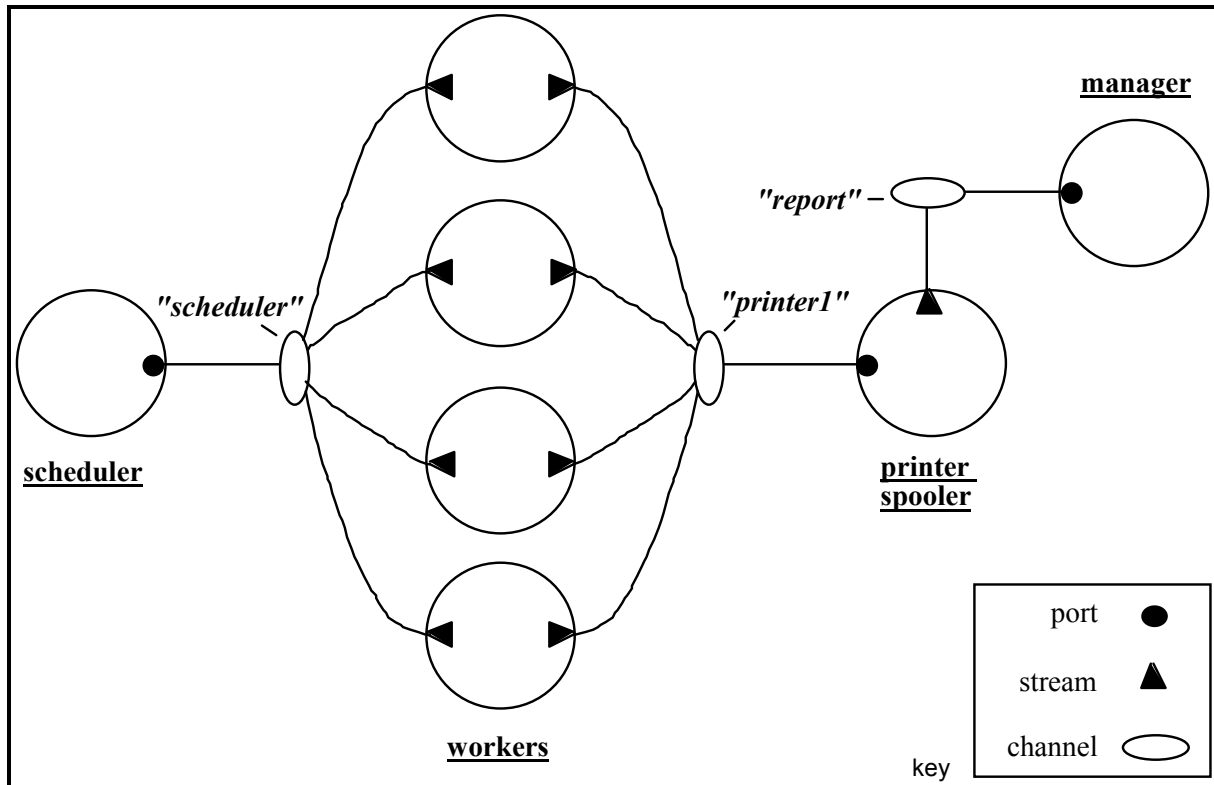 manager
"report"
"scheduler"
"printer1"
scheduler
printer
spooler
workers
port
stream
channel
key